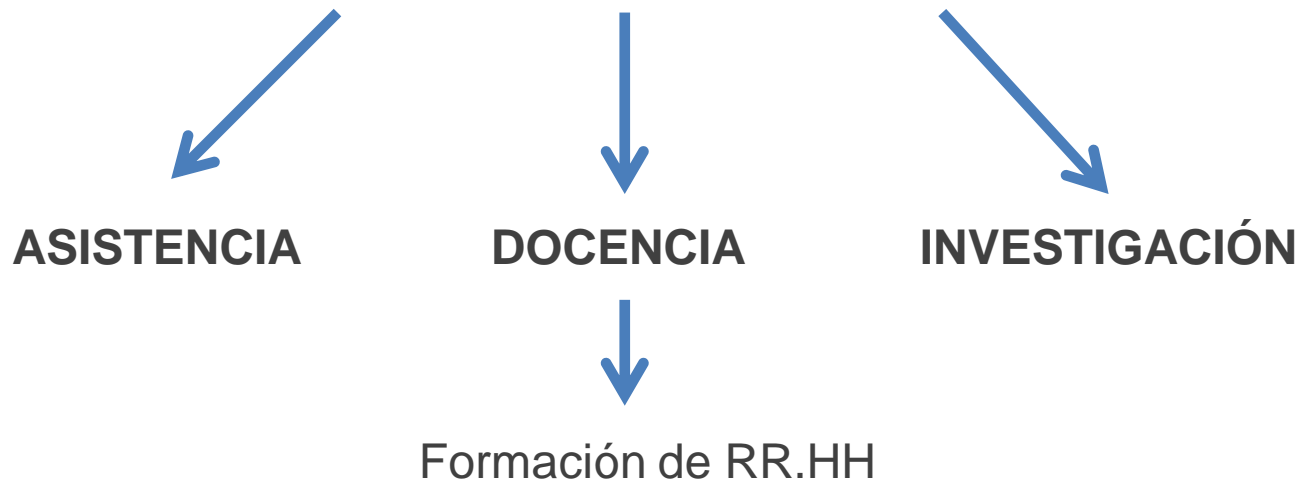 ASISTENCIA DOCENCIA INVESTIGACIÓN
Formación de RR.HH